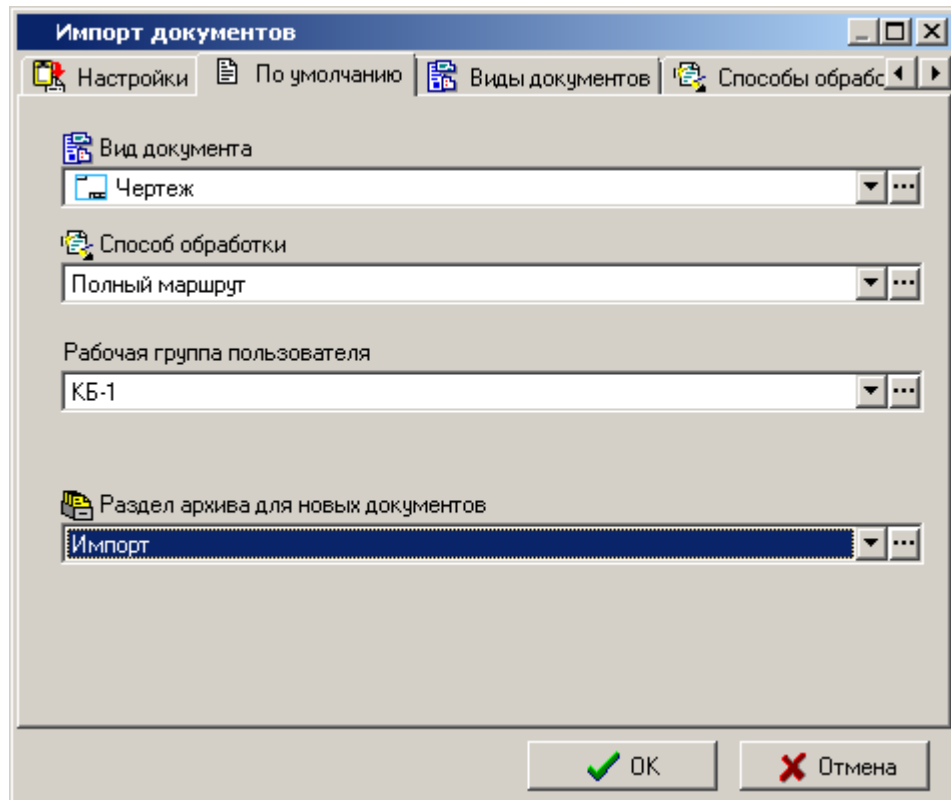 Импорт документов
Настройки По умолчанию Виды документов Способы обрабс
Вид документа
Чертеж
Способ обработки
Полный маршрут
Рабочая группа пользователя
КБ-1
Раздел архива для новых документов
Импорт
OK Отмена